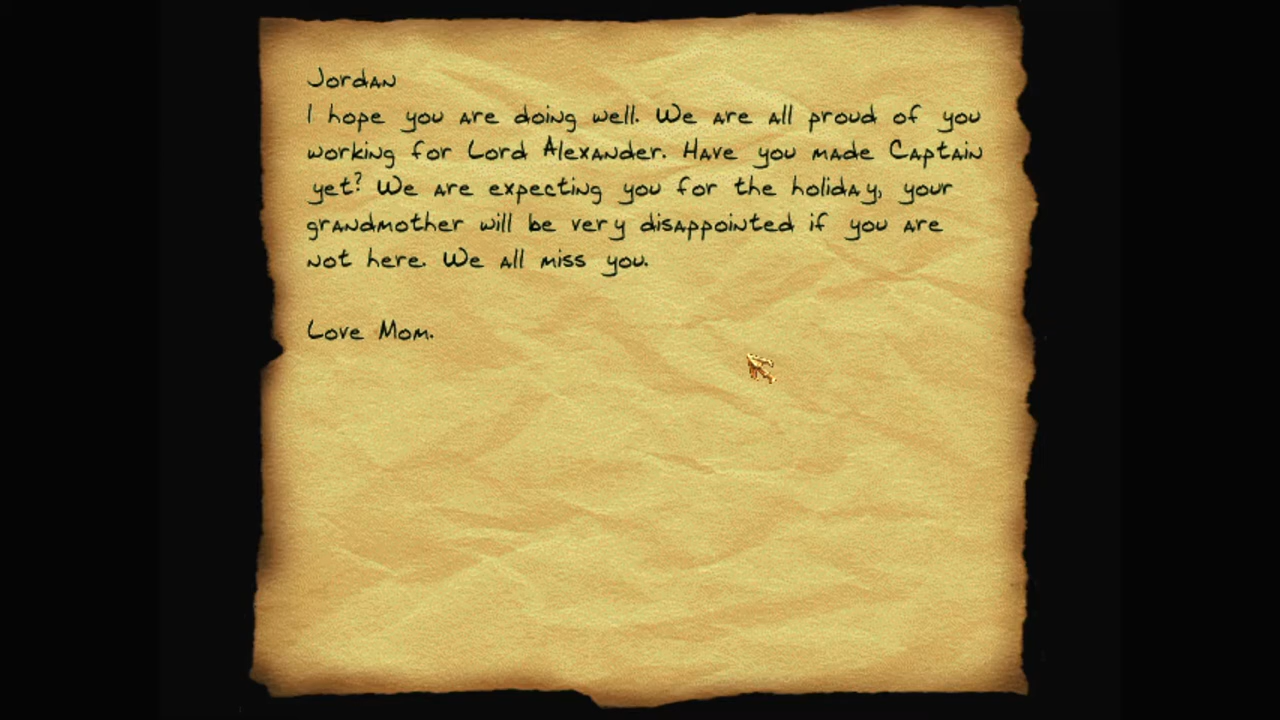 Jordan
I hope you are doing well. We are all proud of you
working for Lord Alexander. Have you made Captain
yet? We are expecting you for the holiday, your
grandmother will be very disappointed if you are
not here. We all miss you.
Love Mom.